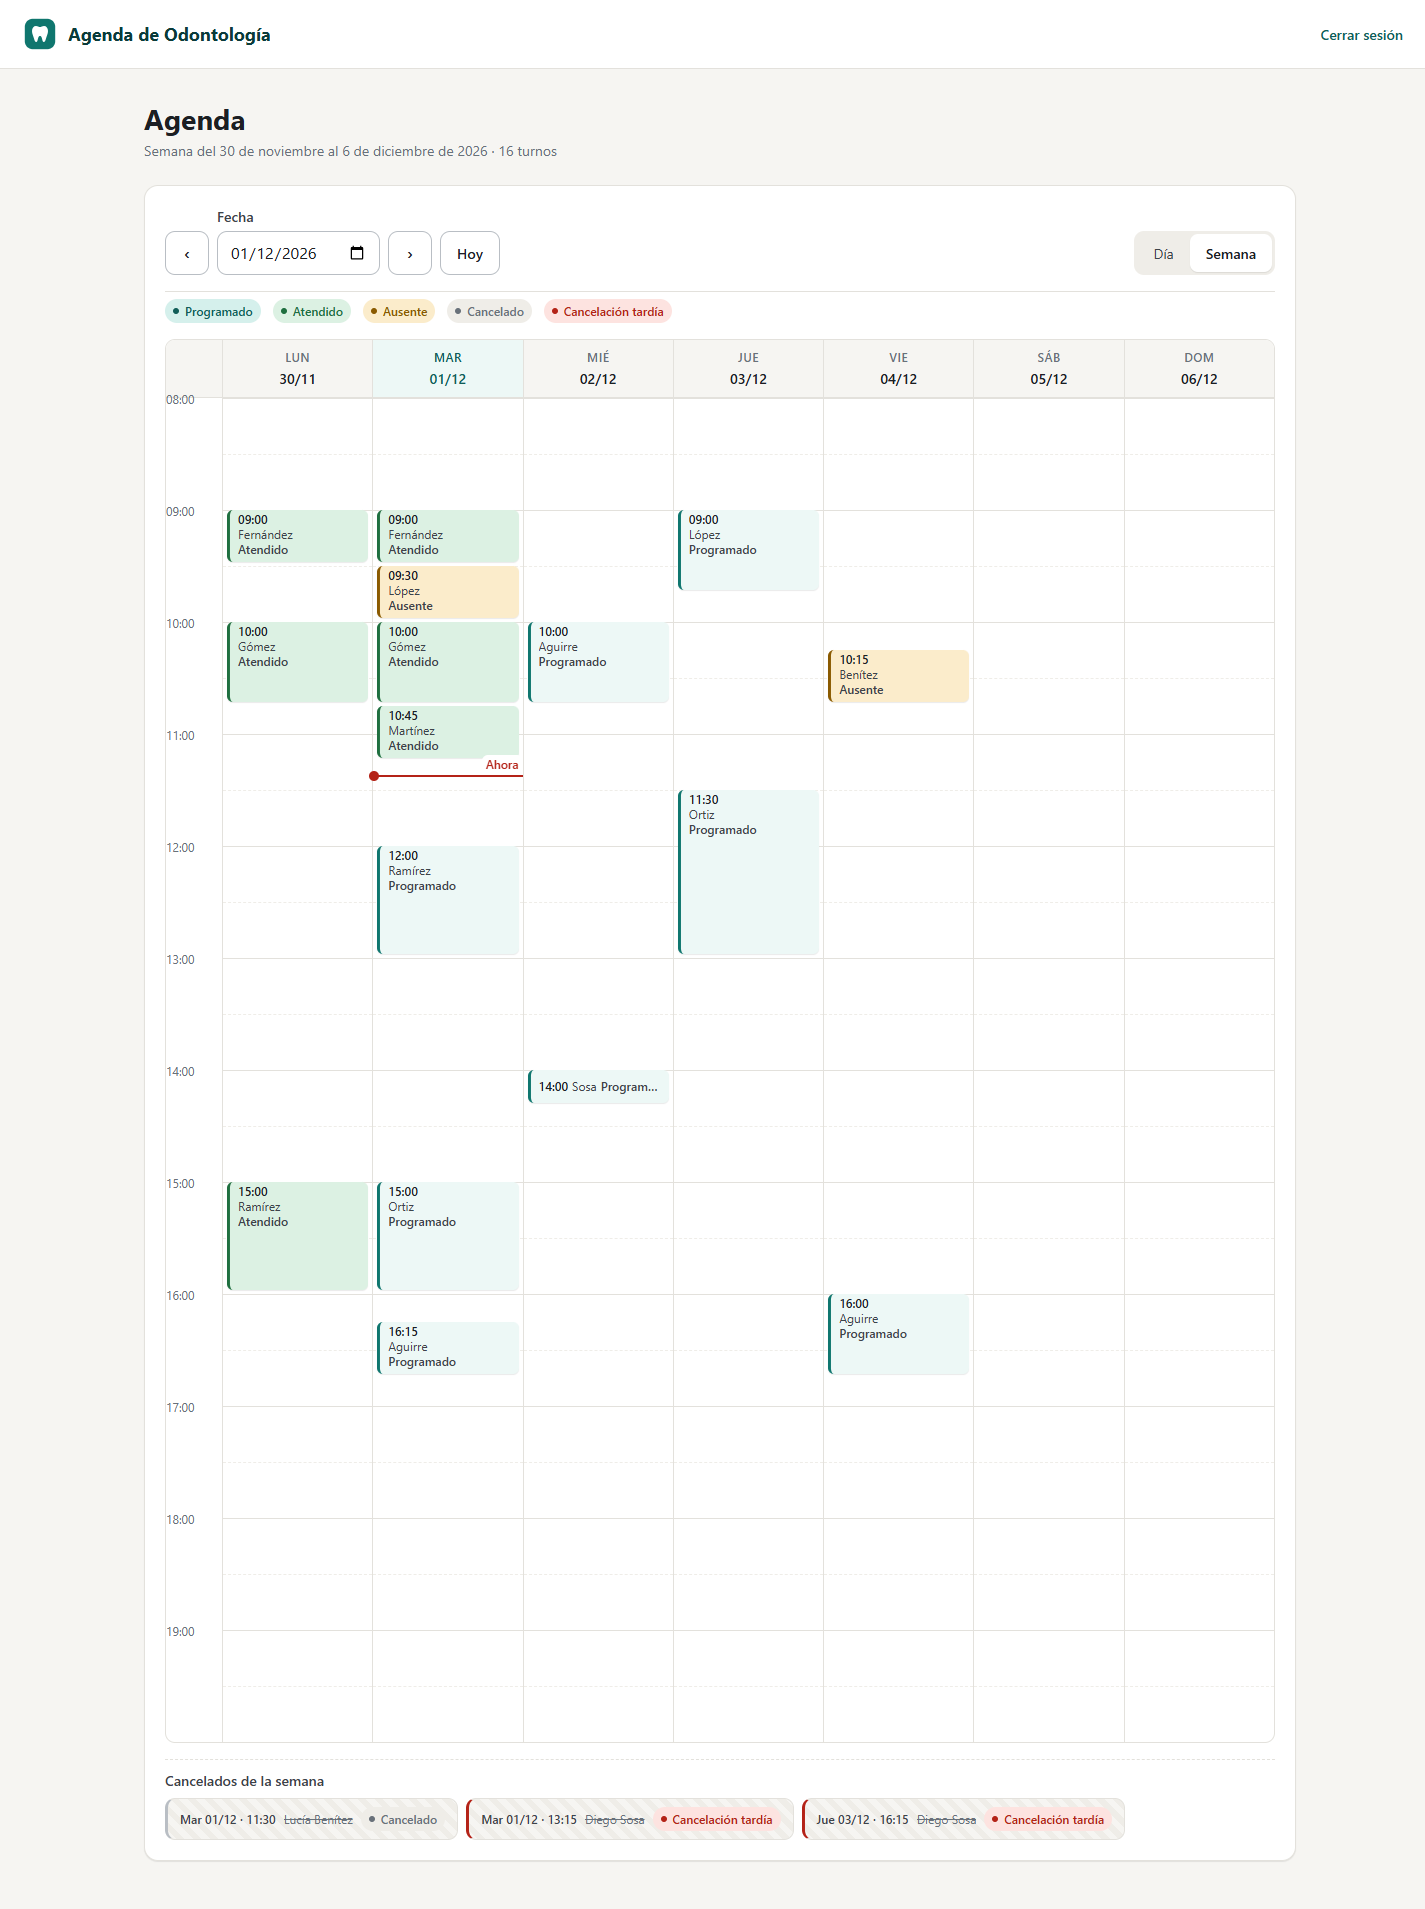 Agenda de Odontología
Cerrar sesión
Agenda
Semana del 30 de noviembre al 6 de diciembre de 2026 · 16 turnos
Fecha
‹ 01/12/2026 › Hoy
Día Semana
Programado Atendido Ausente Cancelado Cancelación tardía
LUN MAR MIÉ JUE VIE SÁB DOM
30/11 01/12 02/12 03/12 04/12 05/12 06/12
08:00
09:00
09:00
Fernández
Atendido
09:00
Fernández
Atendido
09:00
López
Programado
09:30
López
Ausente
10:00
10:00
Gómez
Atendido
10:00
Gómez
Atendido
10:00
Aguirre
Programado
10:15
Benítez
Ausente
10:45
Martínez
Atendido
11:00
Ahora
11:30
Ortiz
Programado
12:00
12:00
Ramírez
Programado
13:00
14:00
14:00 Sosa Program...
15:00
15:00
Ramírez
Atendido
15:00
Ortiz
Programado
16:00
16:00
Aguirre
Programado
16:15
Aguirre
Programado
17:00
18:00
19:00
Cancelados de la semana
Mar 01/12 · 11:30 Lucía Benítez Cancelado
Mar 01/12 · 13:15 Diego Sosa Cancelación tardía
Jue 03/12 · 16:15 Diego Sosa Cancelación tardía